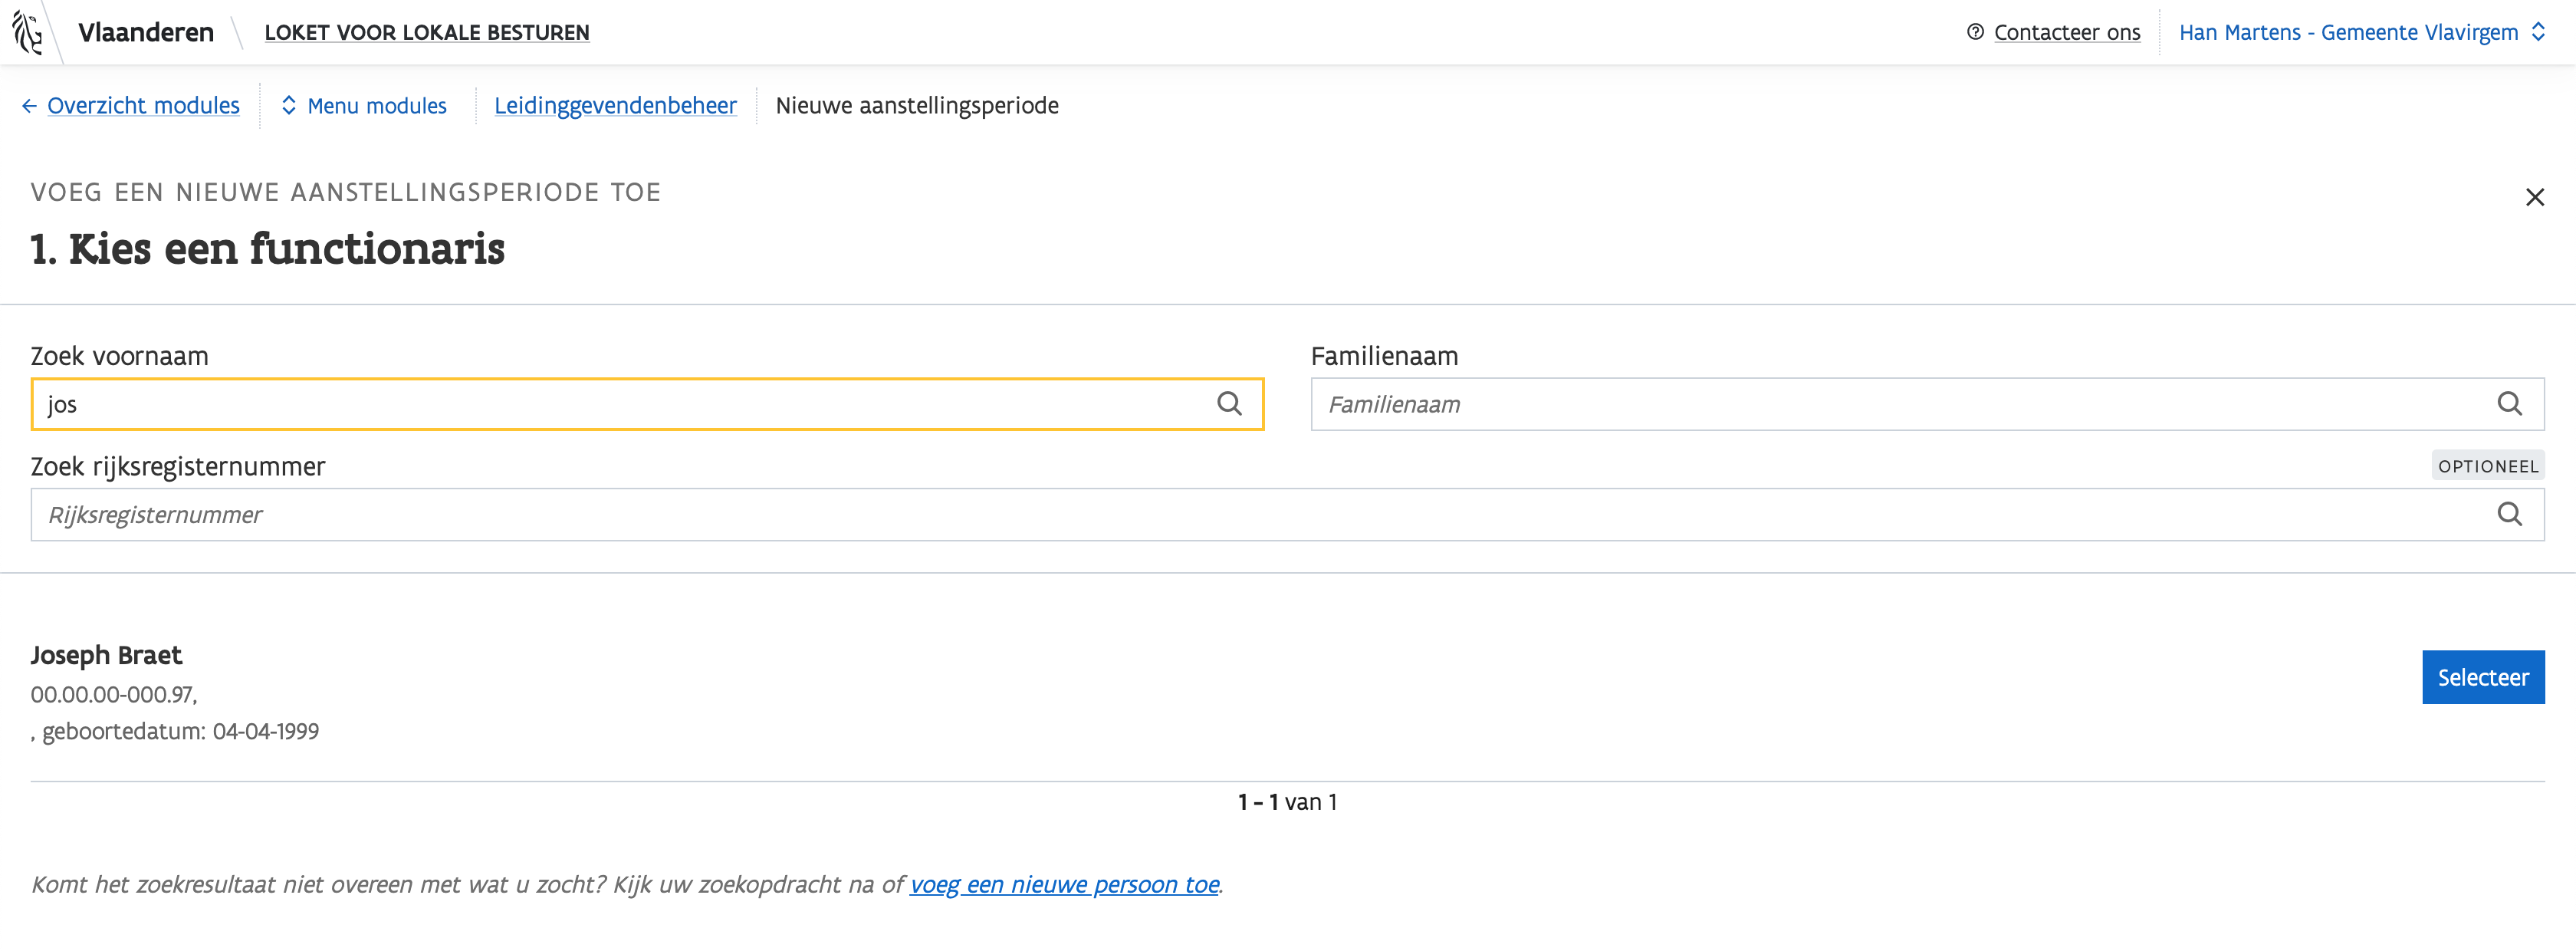 Vlaanderen LOKET VOOR LOKALE BESTUREN Contacteer ons Han Martens - Gemeente Vlavirgem
Overzicht modules Menu modules Leidinggevendenbeheer Nieuwe aanstellingsperiode
VOEG EEN NIEUWE AANSTELLINGSPERIODE TOE
1. Kies een functionaris
Zoek voornaam Familienaam
jos Familienaam
Zoek rijksregisternummer OPTIONEEL
Rijksregisternummer
Joseph Braet
00.00.00-000.97,
, geboortedatum: 04-04-1999
Selecteer
1 - 1 van 1
Komt het zoekresultaat niet overeen met wat u zocht? Kijk uw zoekopdracht na of voeg een nieuwe persoon toe.